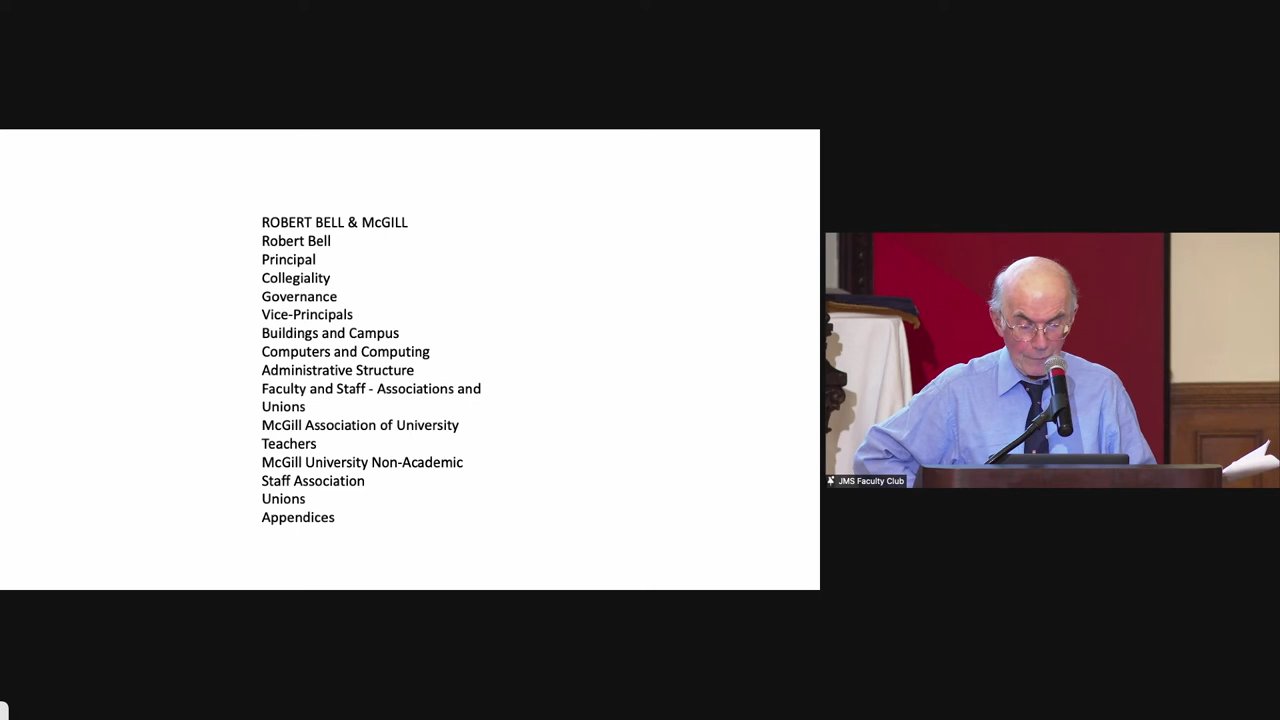 ROBERT BELL & McGILL
Robert Bell
Principal
Collegiality
Governance
Vice-Principals
Buildings and Campus
Computers and Computing
Administrative Structure
Faculty and Staff - Associations and
Unions
McGill Association of University
Teachers
McGill University Non-Academic
Staff Association
Unions
Appendices
JMS Faculty Club